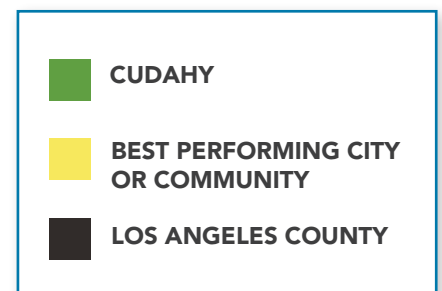 CUDAHY
BEST PERFORMING CITY
OR COMMUNITY
LOS ANGELES COUNTY